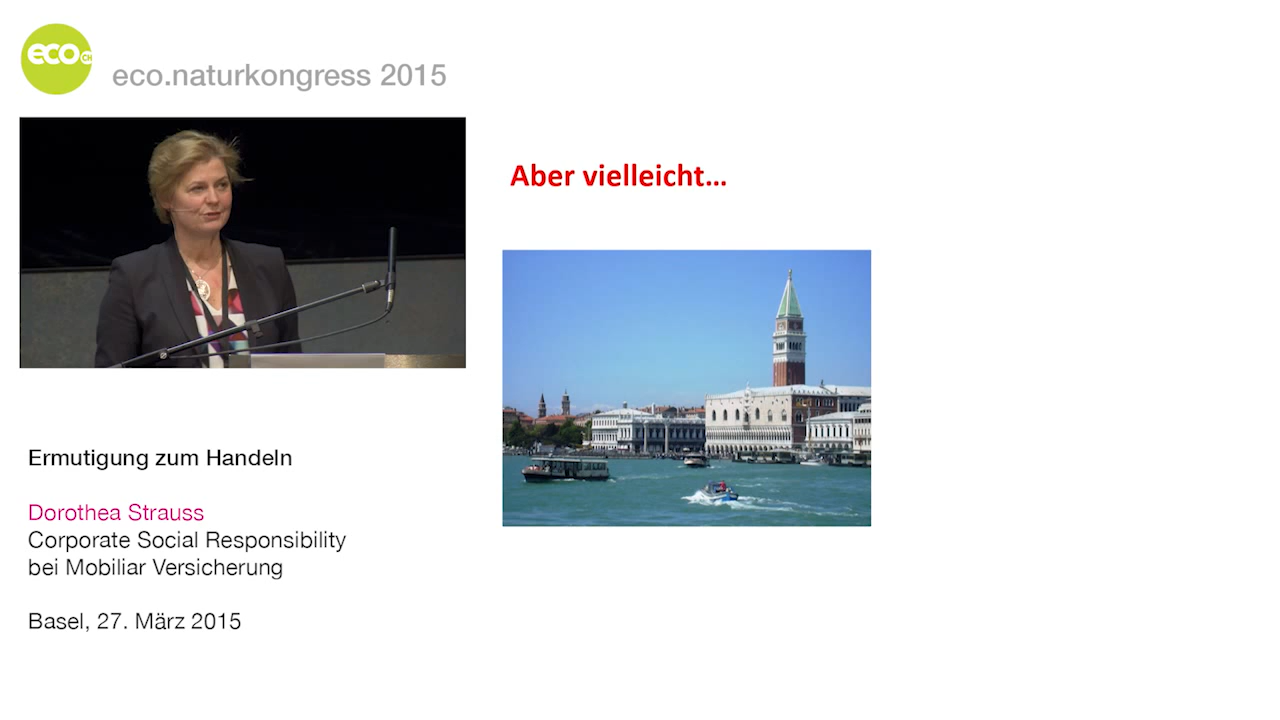 eco
CH
eco.naturkongress 2015
Aber vielleicht...
Ermutigung zum Handeln
Dorothea Strauss
Corporate Social Responsibility
bei Mobiliar Versicherung
Basel, 27. März 2015